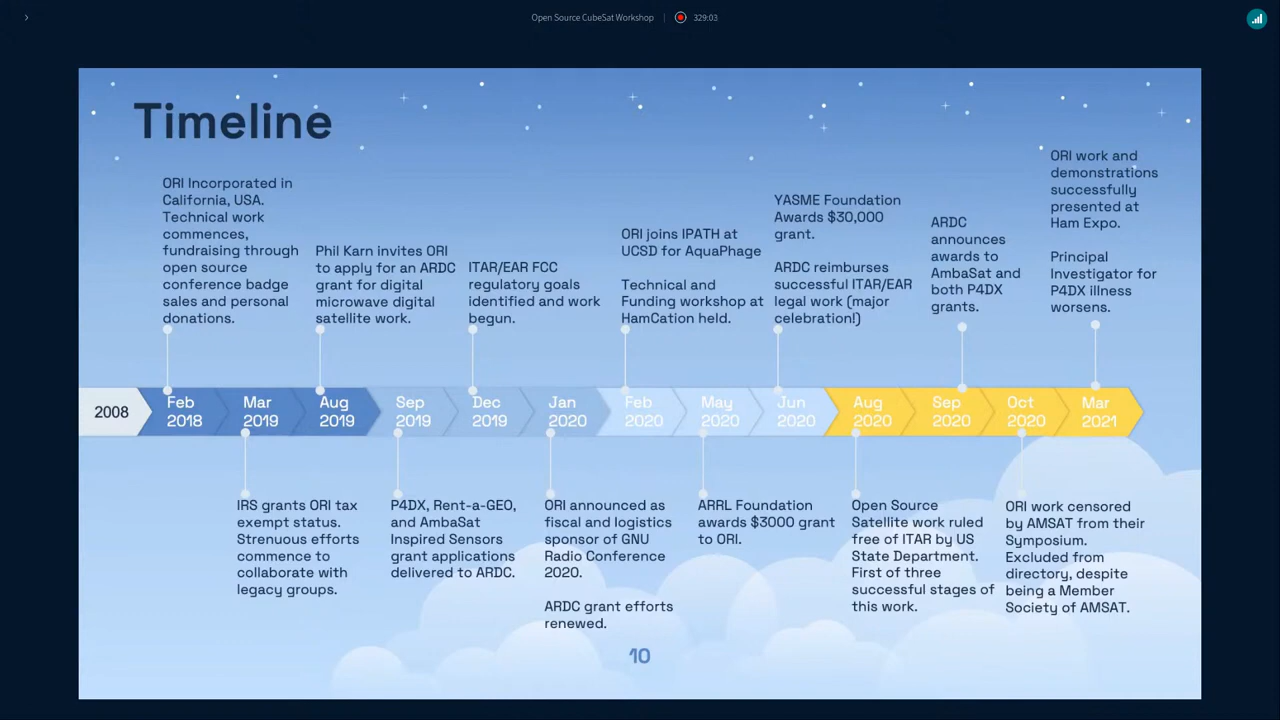 Open Source CubeSat Workshop
329:03
Timeline
ORI Incorporated in
California, USA.
Technical work
commences,
fundraising through
open source
conference badge
sales and personal
donations.
Phil Karn invites ORI
to apply for an ARDC
grant for digital
microwave digital
satellite work.
ITAR/EAR FCC
regulatory goals
identified and work
begun.
ORI joins IPATH at
UCSD for AquaPhage
Technical and
Funding workshop at
HamCation held.
YASME Foundation
Awards $30,000
grant.
ARDC reimburses
successful ITAR/EAR
legal work (major
celebration!)
ARDC
announces
awards to
AmbaSat and
both P4DX
grants.
ORI work and
demonstrations
successfully
presented at
Ham Expo.
Principal
Investigator for
P4DX illness
worsens.
2008
Feb
2018
Mar
2019
Aug
2019
Sep
2019
Dec
2019
Jan
2020
Feb
2020
May
2020
Jun
2020
Aug
2020
Sep
2020
Oct
2020
Mar
2021
IRS grants ORI tax
exempt status.
Strenuous efforts
commence to
collaborate with
legacy groups.
P4DX, Rent-a-GEO,
and AmbaSat
Inspired Sensors
grant applications
delivered to ARDC.
ORI announced as
fiscal and logistics
sponsor of GNU
Radio Conference
2020.
ARDC grant efforts
renewed.
ARRL Foundation
awards $3000 grant
to ORI.
Open Source
Satellite work ruled
free of ITAR by US
State Department.
First of three
successful stages of
this work.
ORI work censored
by AMSAT from their
Symposium.
Excluded from
directory, despite
being a Member
Society of AMSAT.
10